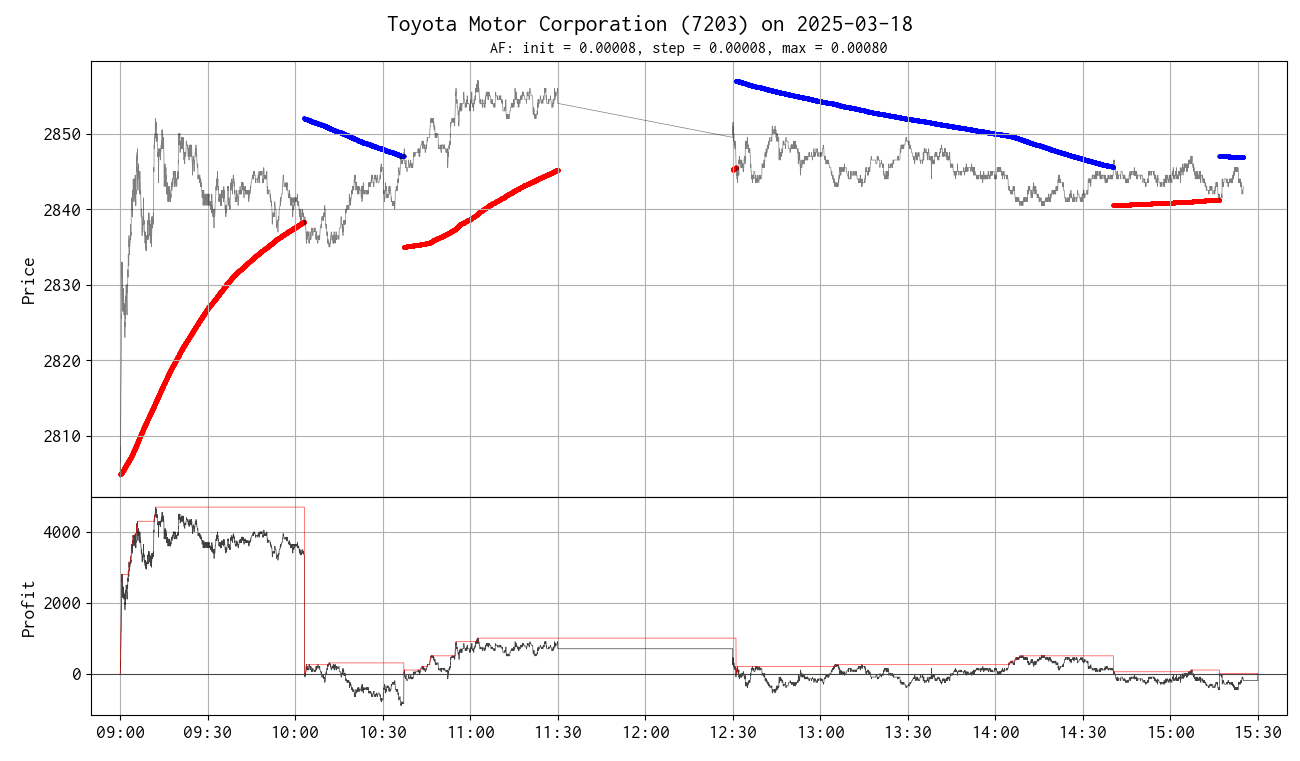 Toyota Motor Corporation (7203) on 2025-03-18
AF: init = 0.00008, step = 0.00008, max = 0.00080
Price
2850
2840
2830
2820
2810
Profit
4000
2000
0
09:00 09:30 10:00 10:30 11:00 11:30 12:00 12:30 13:00 13:30 14:00 14:30 15:00 15:30